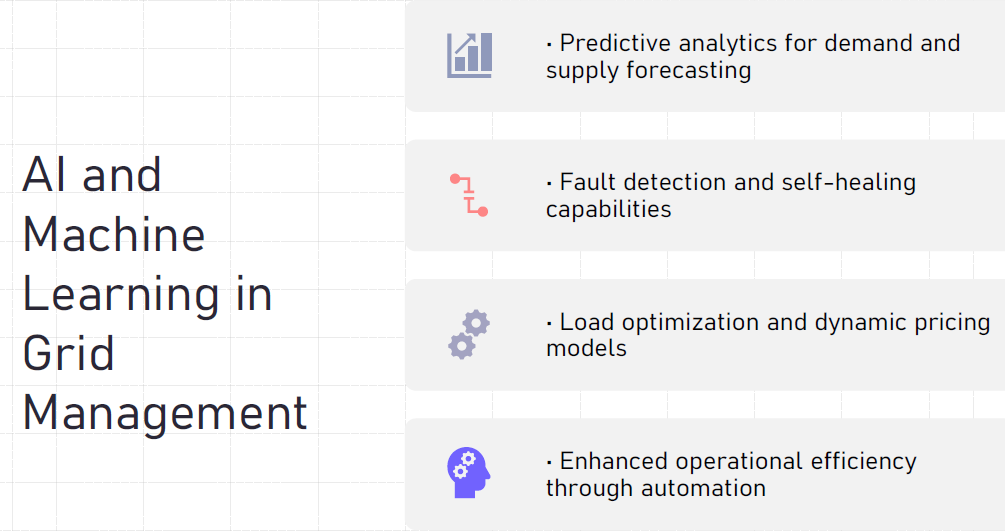 AI and
Machine
Learning in
Grid
Management
· Predictive analytics for demand and
supply forecasting
· Fault detection and self-healing
capabilities
· Load optimization and dynamic pricing
models
· Enhanced operational efficiency
through automation